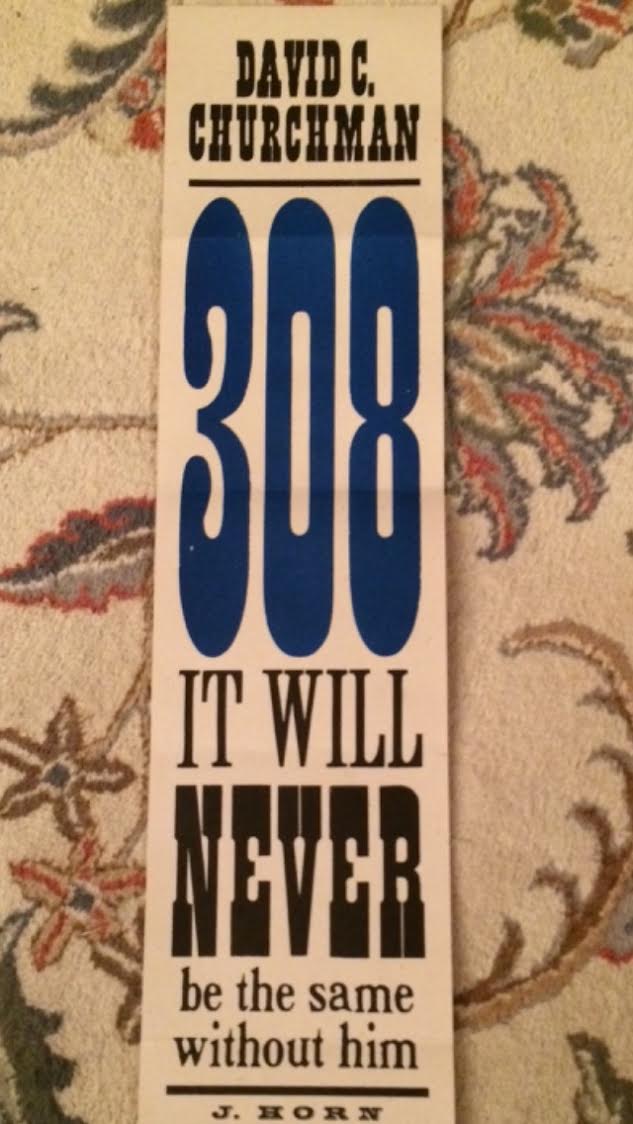 DAVID C.
CHURCHMAN
308
IT WILL
NEVER
be the same
without him
J. HORN